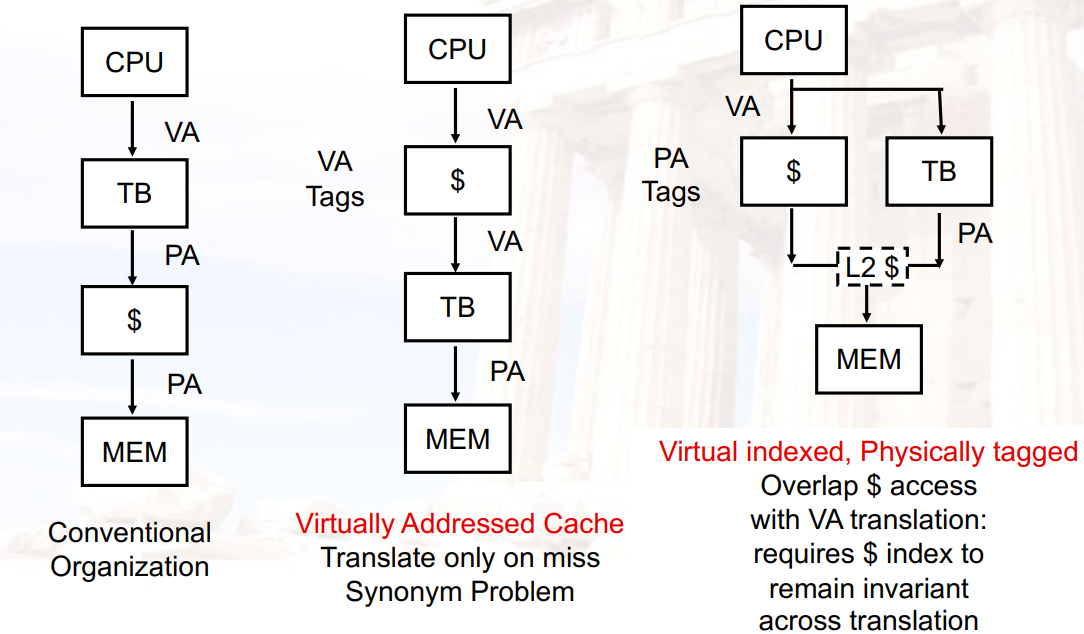 CPU
VA
TB
PA
$
PA
MEM
Conventional
Organization
CPU
VA
VA
Tags
$
VA
TB
PA
MEM
Virtually Addressed Cache
Translate only on miss
Synonym Problem
CPU
VA
PA
Tags
$
TB
PA
L2 $
MEM
Virtual indexed, Physically tagged
Overlap $ access
with VA translation:
requires $ index to
remain invariant
across translation